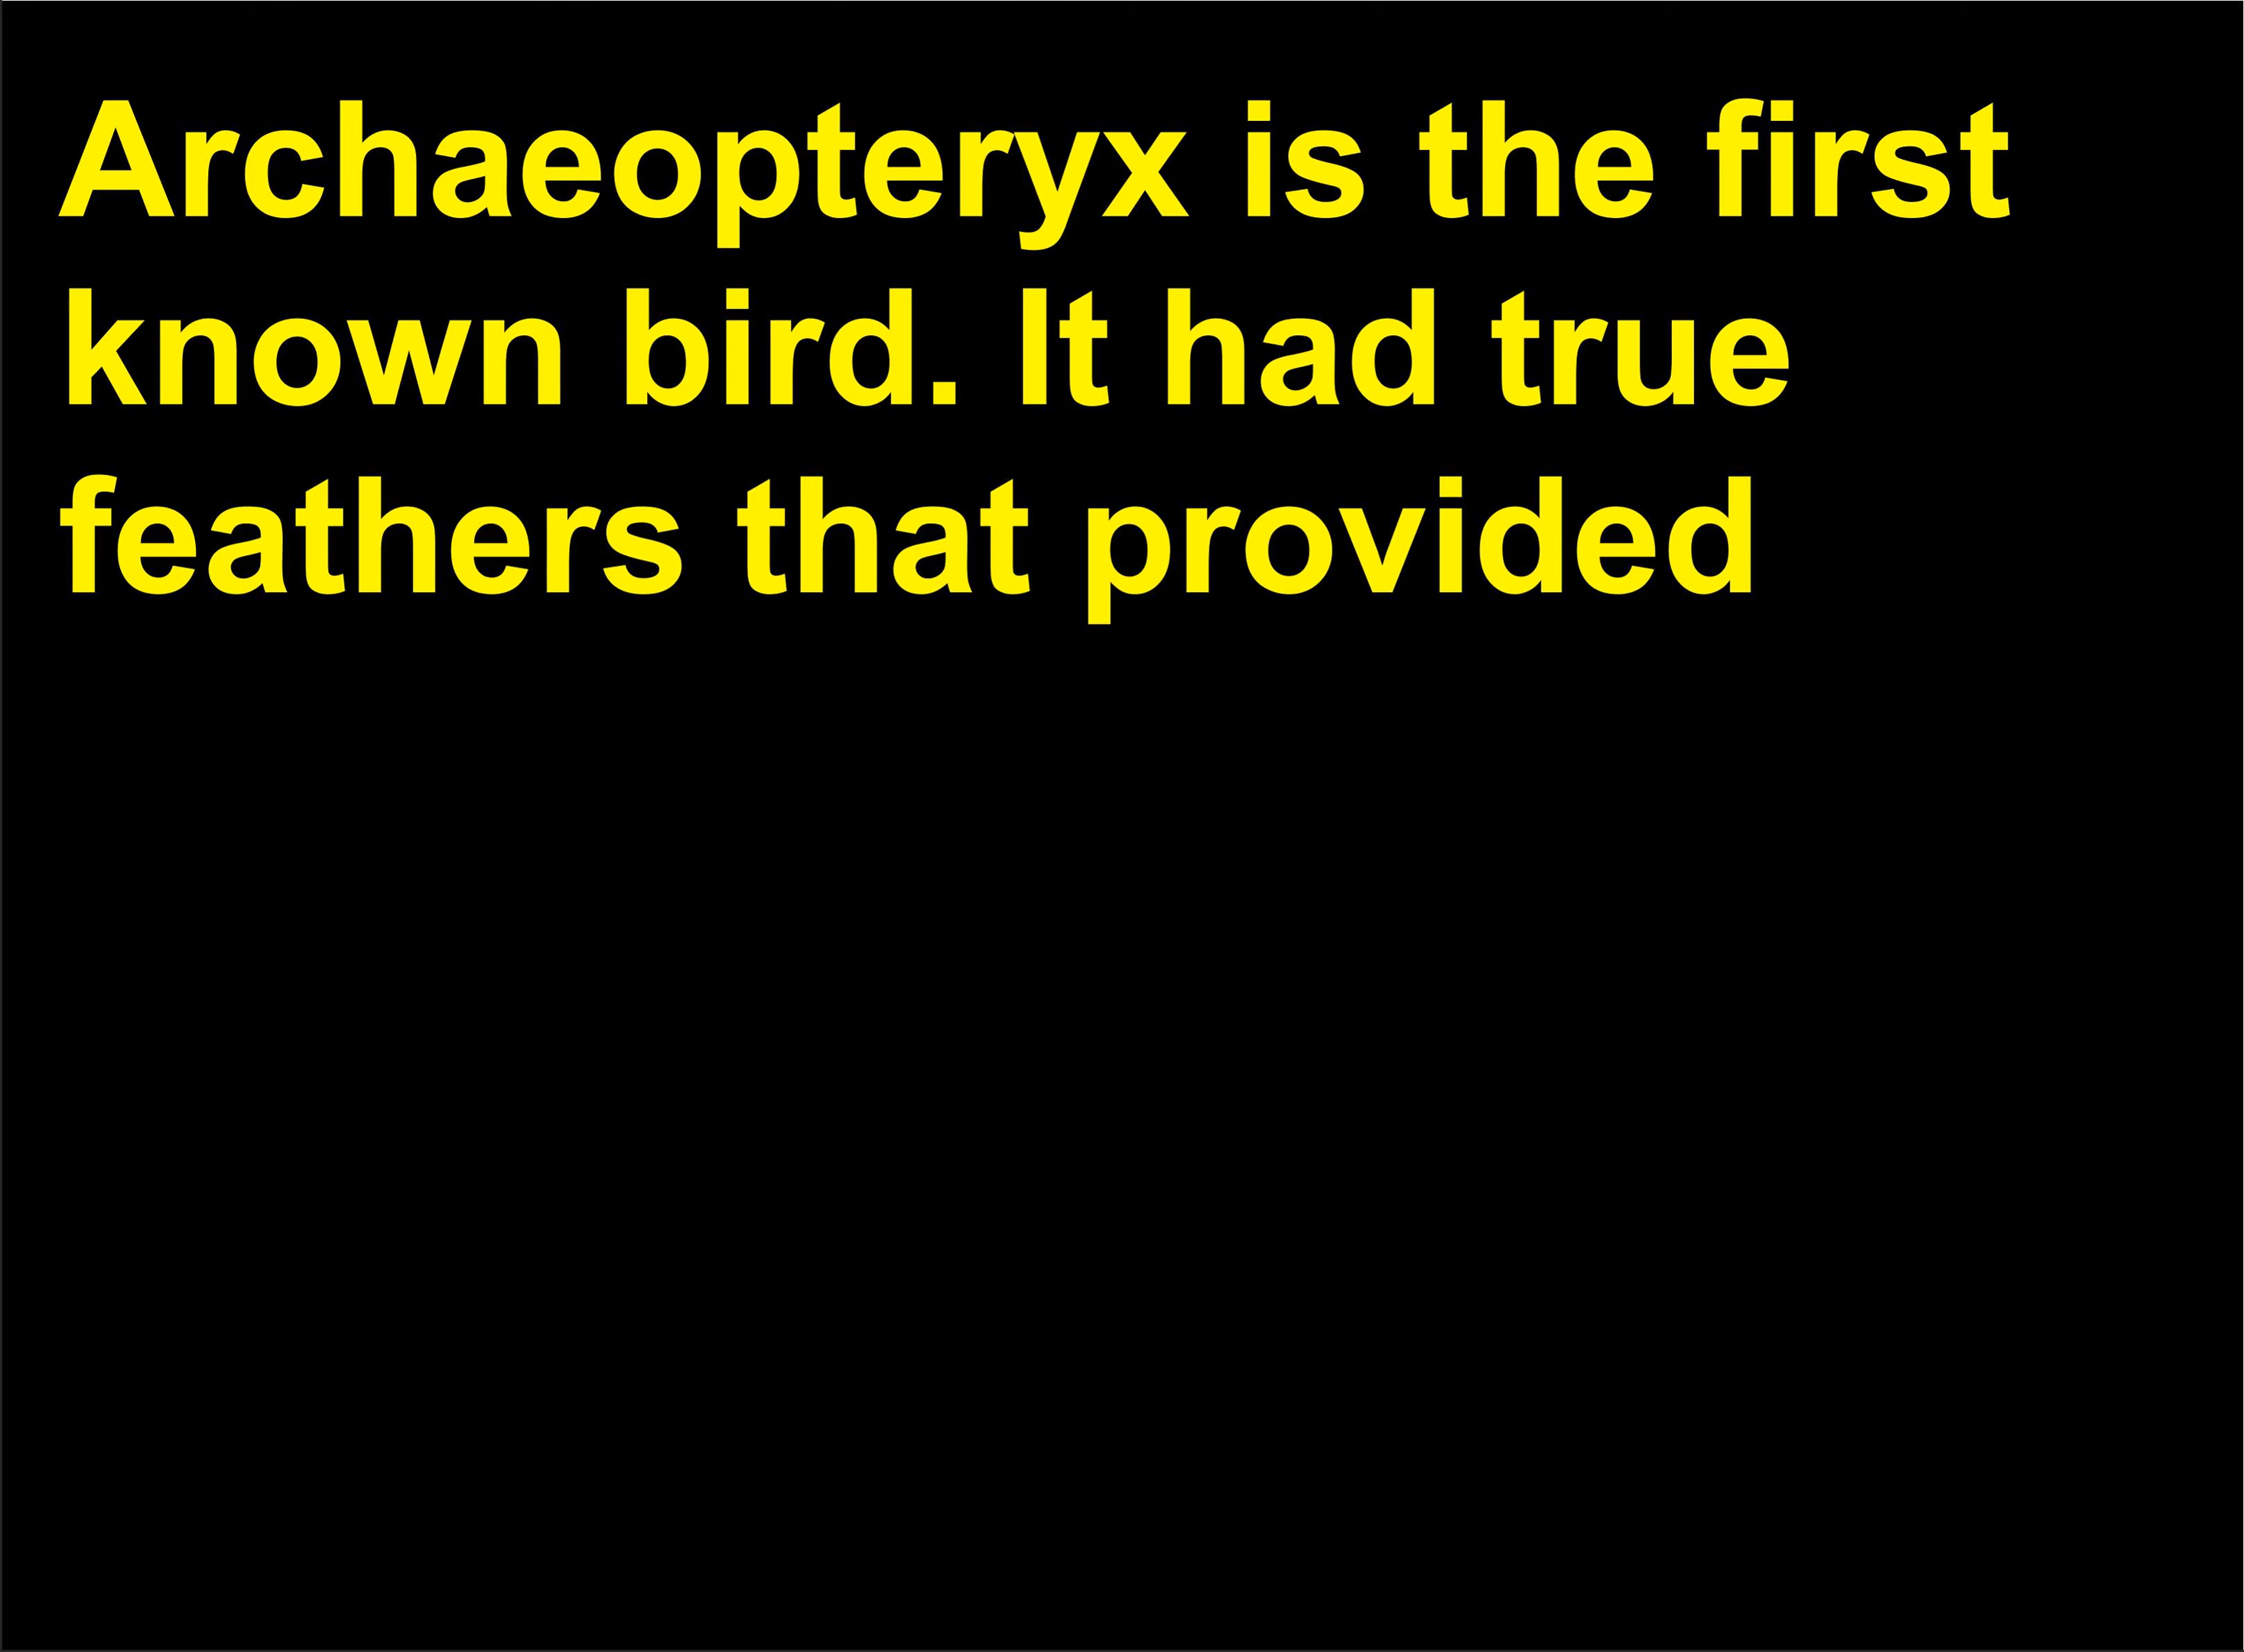 Archaeopteryx is the first
known bird. It had true
feathers that provided